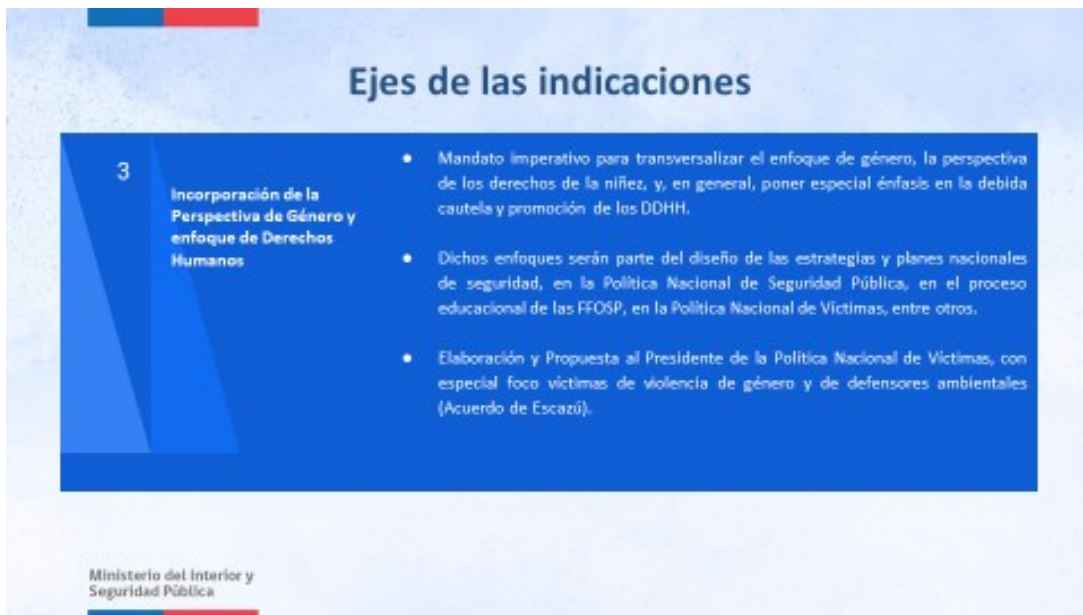 Ejes de las indicaciones
3
Incorporación de la
Perspectiva de Género y
enfoque de Derechos
Humanos
● Mandato imperativo para transversalizar el enfoque de género, la perspectiva
de los derechos de la niñez, y, en general, poner especial énfasis en la debida
cautela y promoción de los DDHH.
● Dichos enfoques serán parte del diseño de las estrategias y planes nacionales
de seguridad, en la Política Nacional de Seguridad Pública, en el proceso
educacional de las FFOSP, en la Política Nacional de Víctimas, entre otros.
● Elaboración y Propuesta al Presidente de la Política Nacional de Víctimas, con
especial foco víctimas de violencia de género y de defensores ambientales
(Acuerdo de Escazú).
Ministerio del Interior y
Seguridad Pública